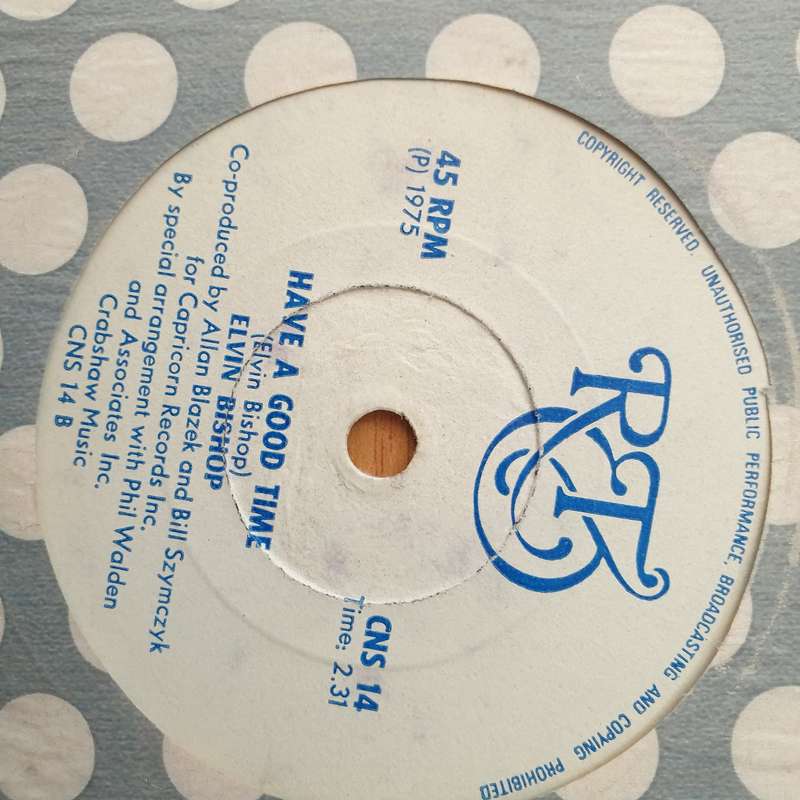 COPYRIGHT RESERVED. UNAUTHORISED PUBLIC PERFORMANCE, BROADCASTING AND COPYING PROHIBITED
R&T
45 RPM
(P) 1975
CNS 14
Time: 2.31
HAVE A GOOD TIME
(Elvin Bishop)
ELVIN BISHOP
Co-produced by Allan Blazek and Bill Szymczyk
for Capricorn Records Inc.
By special arrangement with Phil Walden
and Associates Inc.
Crabshaw Music
CNS 14 B